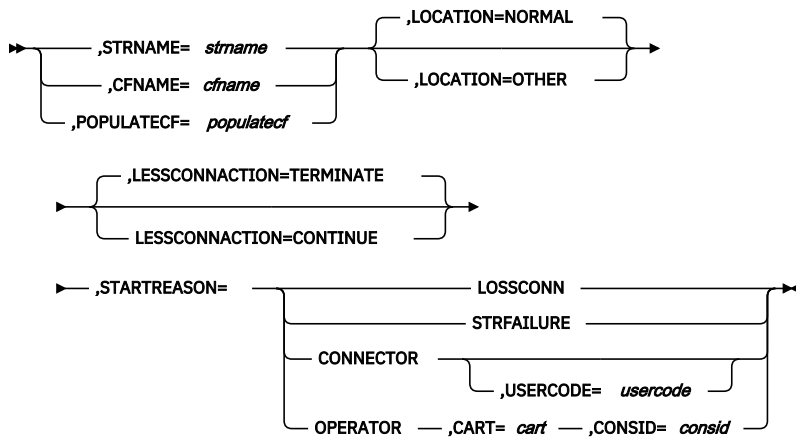 ,LOCATION=NORMAL
,STRNAME= strname
,CFNAME= cfname
,LOCATION=OTHER
,POPULATECF= populatecf
,LESSCONNACTION=TERMINATE
LESSCONNACTION=CONTINUE
,STARTREASON= LOSSCONN
STRFAILURE
CONNECTOR
,USERCODE= usercode
OPERATOR ,CART= cart ,CONSID= consid